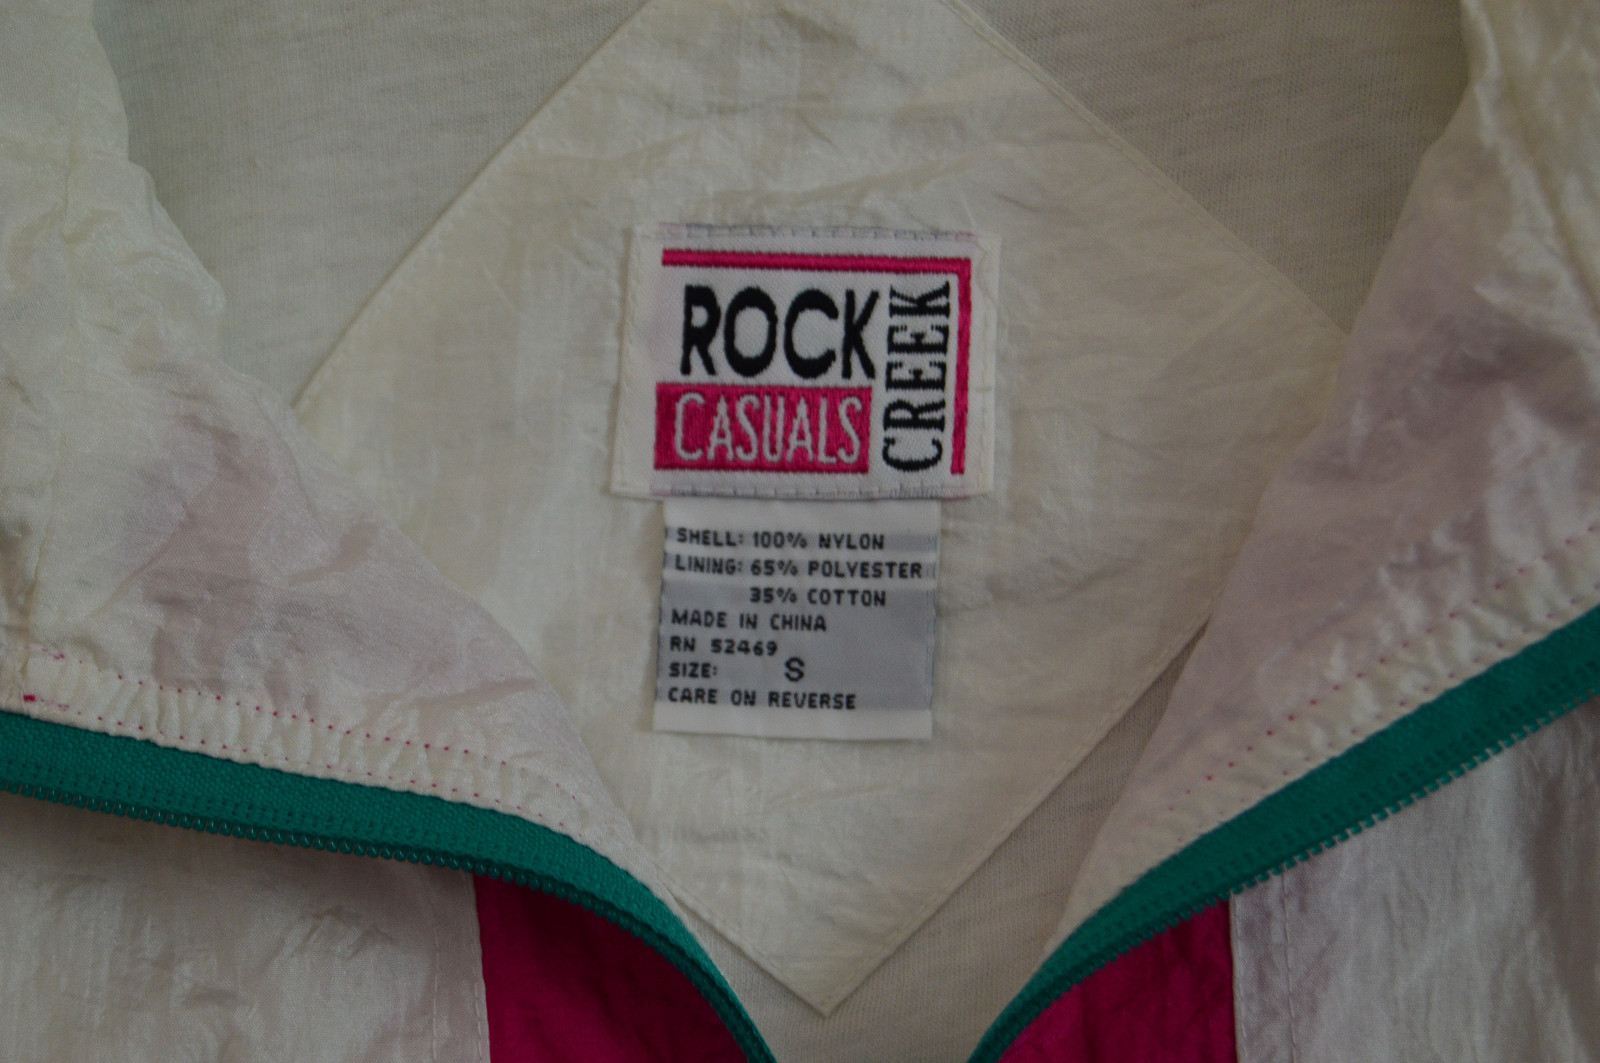 ROCK
CREEK
CASUALS
SHELL: 100% NYLON
LINING: 65% POLYESTER
35% COTTON
MADE IN CHINA
RN 52469
SIZE: S
CARE ON REVERSE